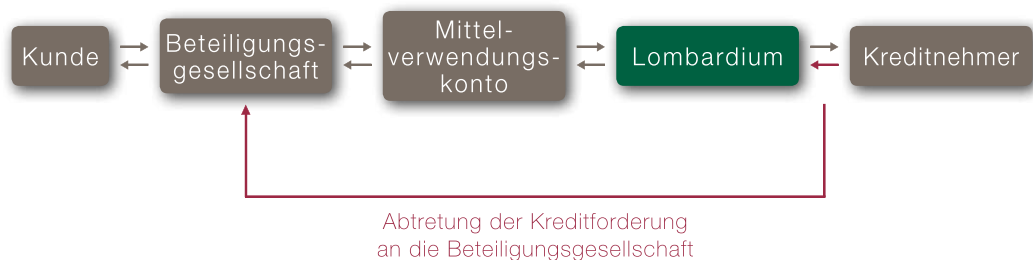 Kunde
Beteiligungs-
gesellschaft
Mittel-
verwendungs-
konto
Lombardium
Kreditnehmer
Abtretung der Kreditforderung
an die Beteiligungsgesellschaft